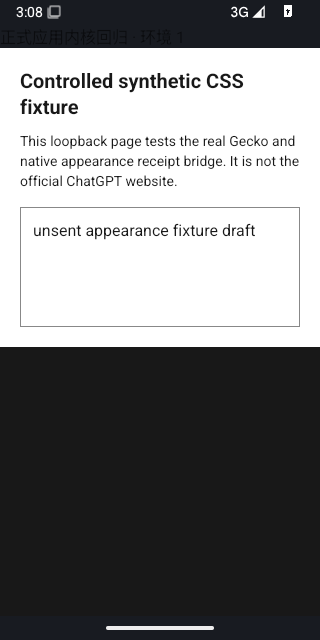 3:08
3G
正式应用内核回归 · 环境 1
Controlled synthetic CSS
fixture
This loopback page tests the real Gecko and
native appearance receipt bridge. It is not the
official ChatGPT website.
unsent appearance fixture draft